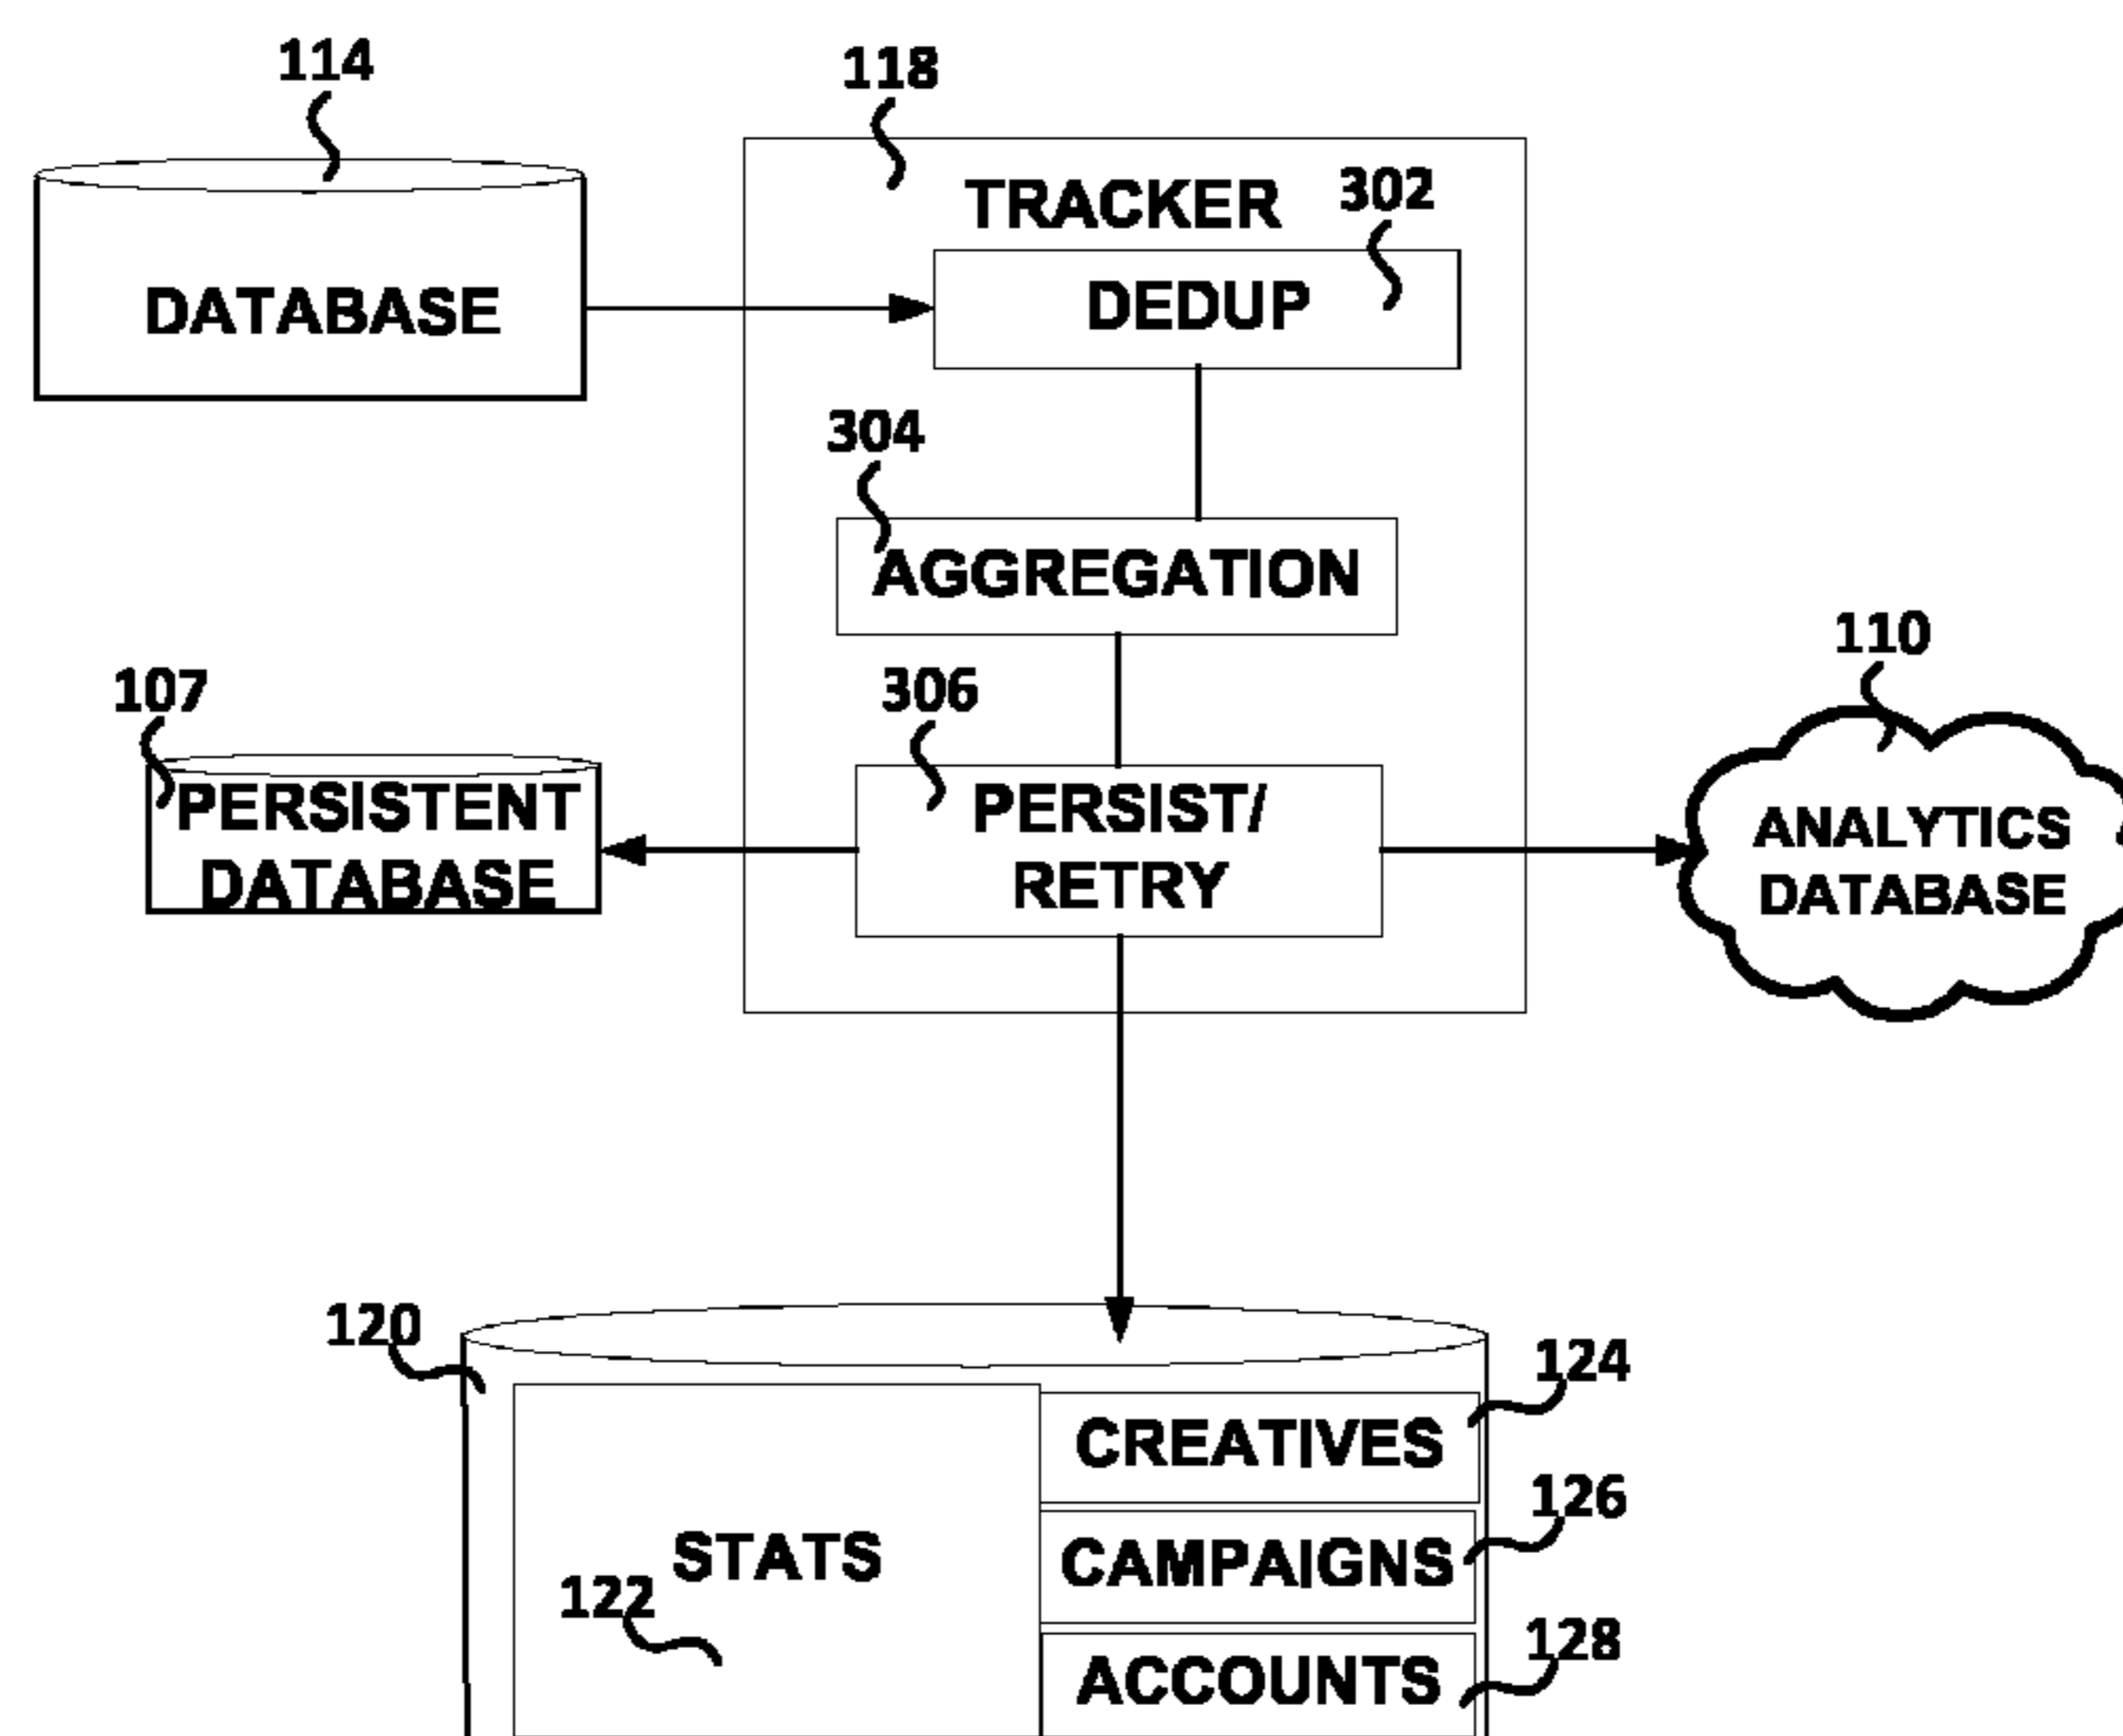 114
118
TRACKER
302
DATABASE
DEDUP
304
AGGREGATION
110
107
306
PERSISTENT
DATABASE
PERSIST/
RETRY
ANALYTICS
DATABASE
120
124
CREATIVES
126
STATS
CAMPAIGNS
122
128
ACCOUNTS